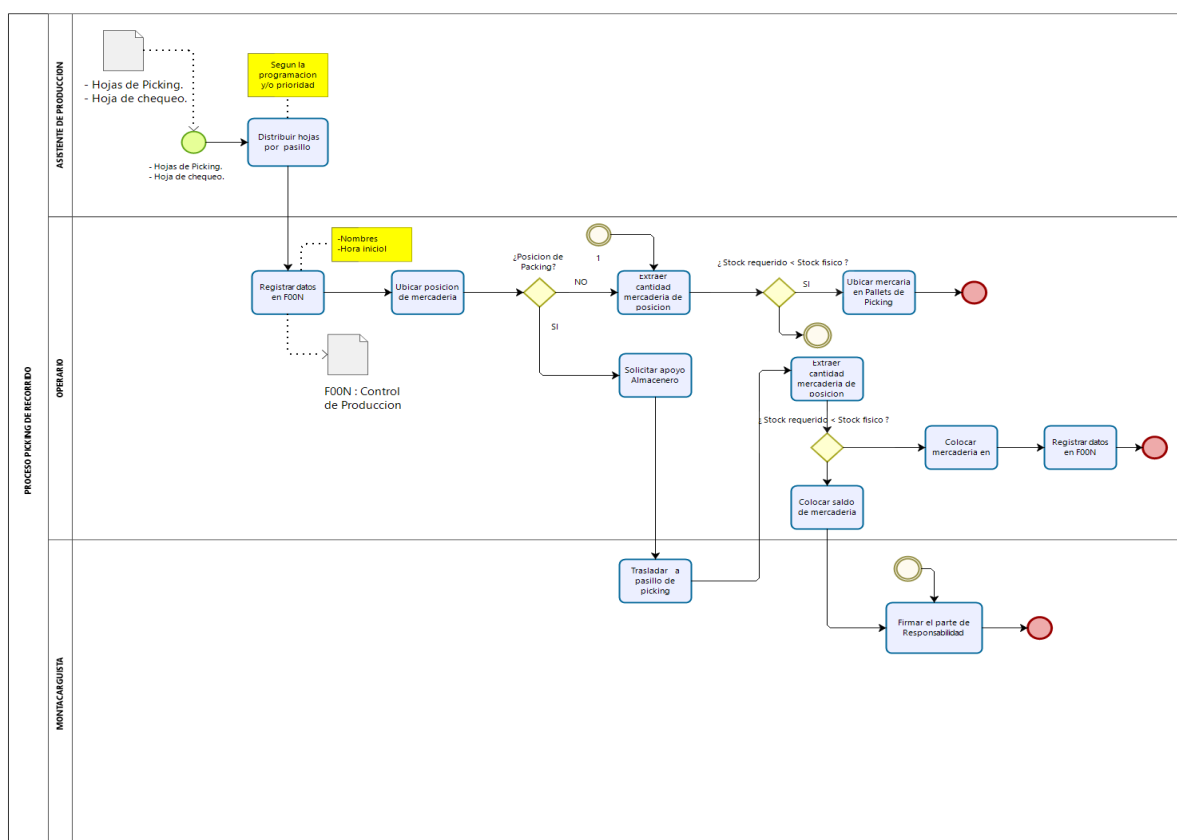 PROCESO PICKING DE RECORRIDO
ASISTENTE DE PRODUCCION
- Hojas de Picking.
- Hoja de chequeo.
Segun la
programacion
y/o prioridad
Distribuir hojas
por pasillo
- Hojas de Picking.
- Hoja de chequeo.
OPERARIO
-Nombres
-Hora iniciol
Registrar datos
en F00N
Ubicar posicion
de mercaderia
¿Posicion de
Packing?
NO
SI
1
Extraer
cantidad
mercaderia de
posicion
¿ Stock requerido < Stock fisico ?
SI
Ubicar mercaria
en Pallets de
Picking
F00N : Control
de Produccion
Solicitar apoyo
Almacenero
Extraer
cantidad
mercaderia de
posicion
¿ Stock requerido < Stock fisico ?
Colocar
mercaderia en
Registrar datos
en F00N
Colocar saldo
de mercaderia
MONTACARGUISTA
Trasladar a
pasillo de
picking
Firmar el parte de
Responsabilidad